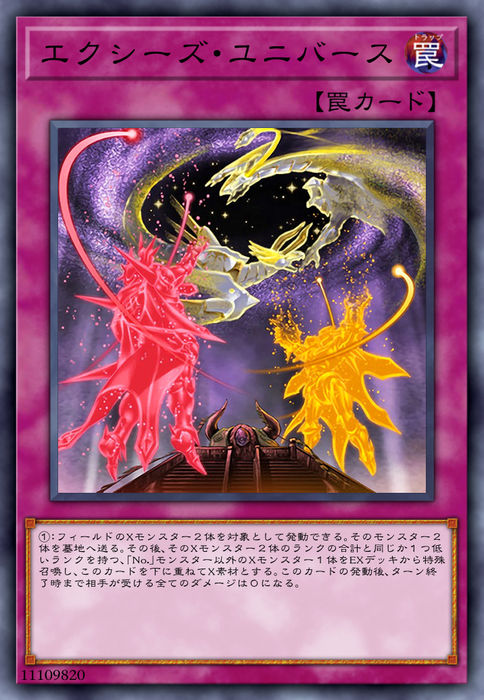 エクシーズ・ユニバース
トラップ
罠
【罠カード】
①:フィールドのXモンスター2体を対象として発動できる。そのモンスター2
体を墓地へ送る。その後、そのXモンスター2体のランクの合計と同じか1つ低
いランクを持つ、「No.」モンスター以外のXモンスター1体をEXデッキから特殊
召喚し、このカードを下に重ねてX素材とする。このカードの発動後、ターン終
了時まで相手が受ける全てのダメージは0になる。
11109820